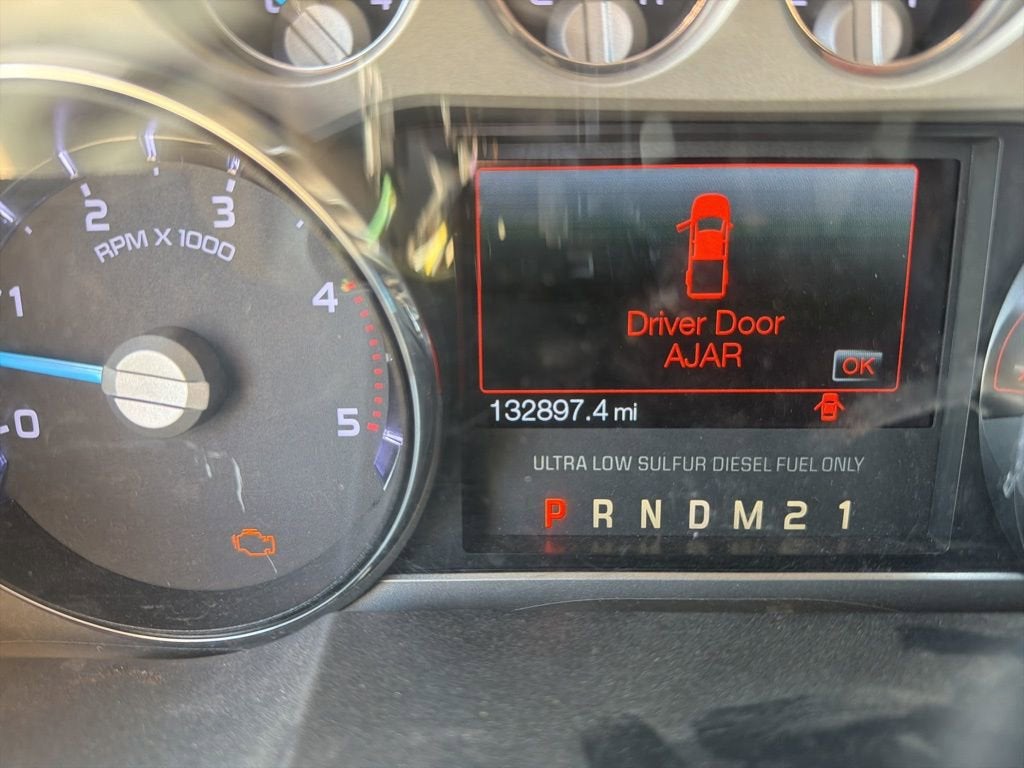 2 3
RPM X 1000
1 4
0 5
Driver Door
AJAR
OK
132897.4 mi
ULTRA LOW SULFUR DIESEL FUEL ONLY
P R N D M 2 1